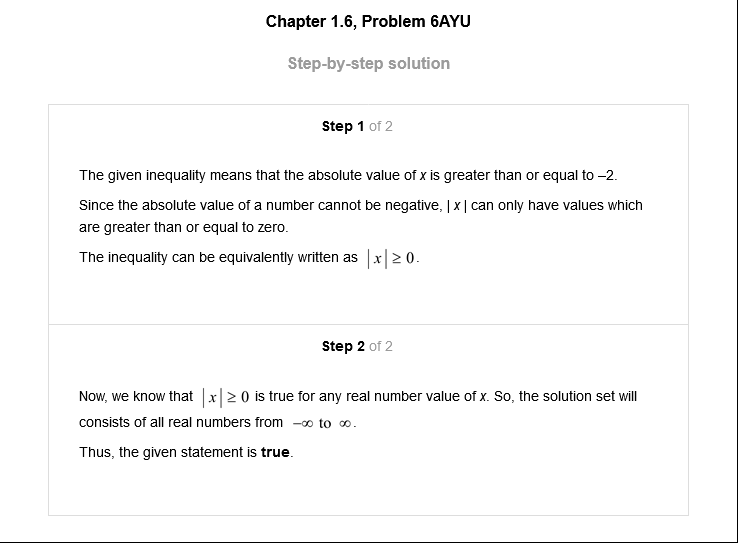 Chapter 1.6, Problem 6AYU
Step-by-step solution
Step 1 of 2
The given inequality means that the absolute value of x is greater than or equal to –2.
Since the absolute value of a number cannot be negative, | x | can only have values which
are greater than or equal to zero.
The inequality can be equivalently written as |x| ≥ 0.
Step 2 of 2
Now, we know that |x| ≥ 0 is true for any real number value of x. So, the solution set will
consists of all real numbers from −∞ to ∞.
Thus, the given statement is true.